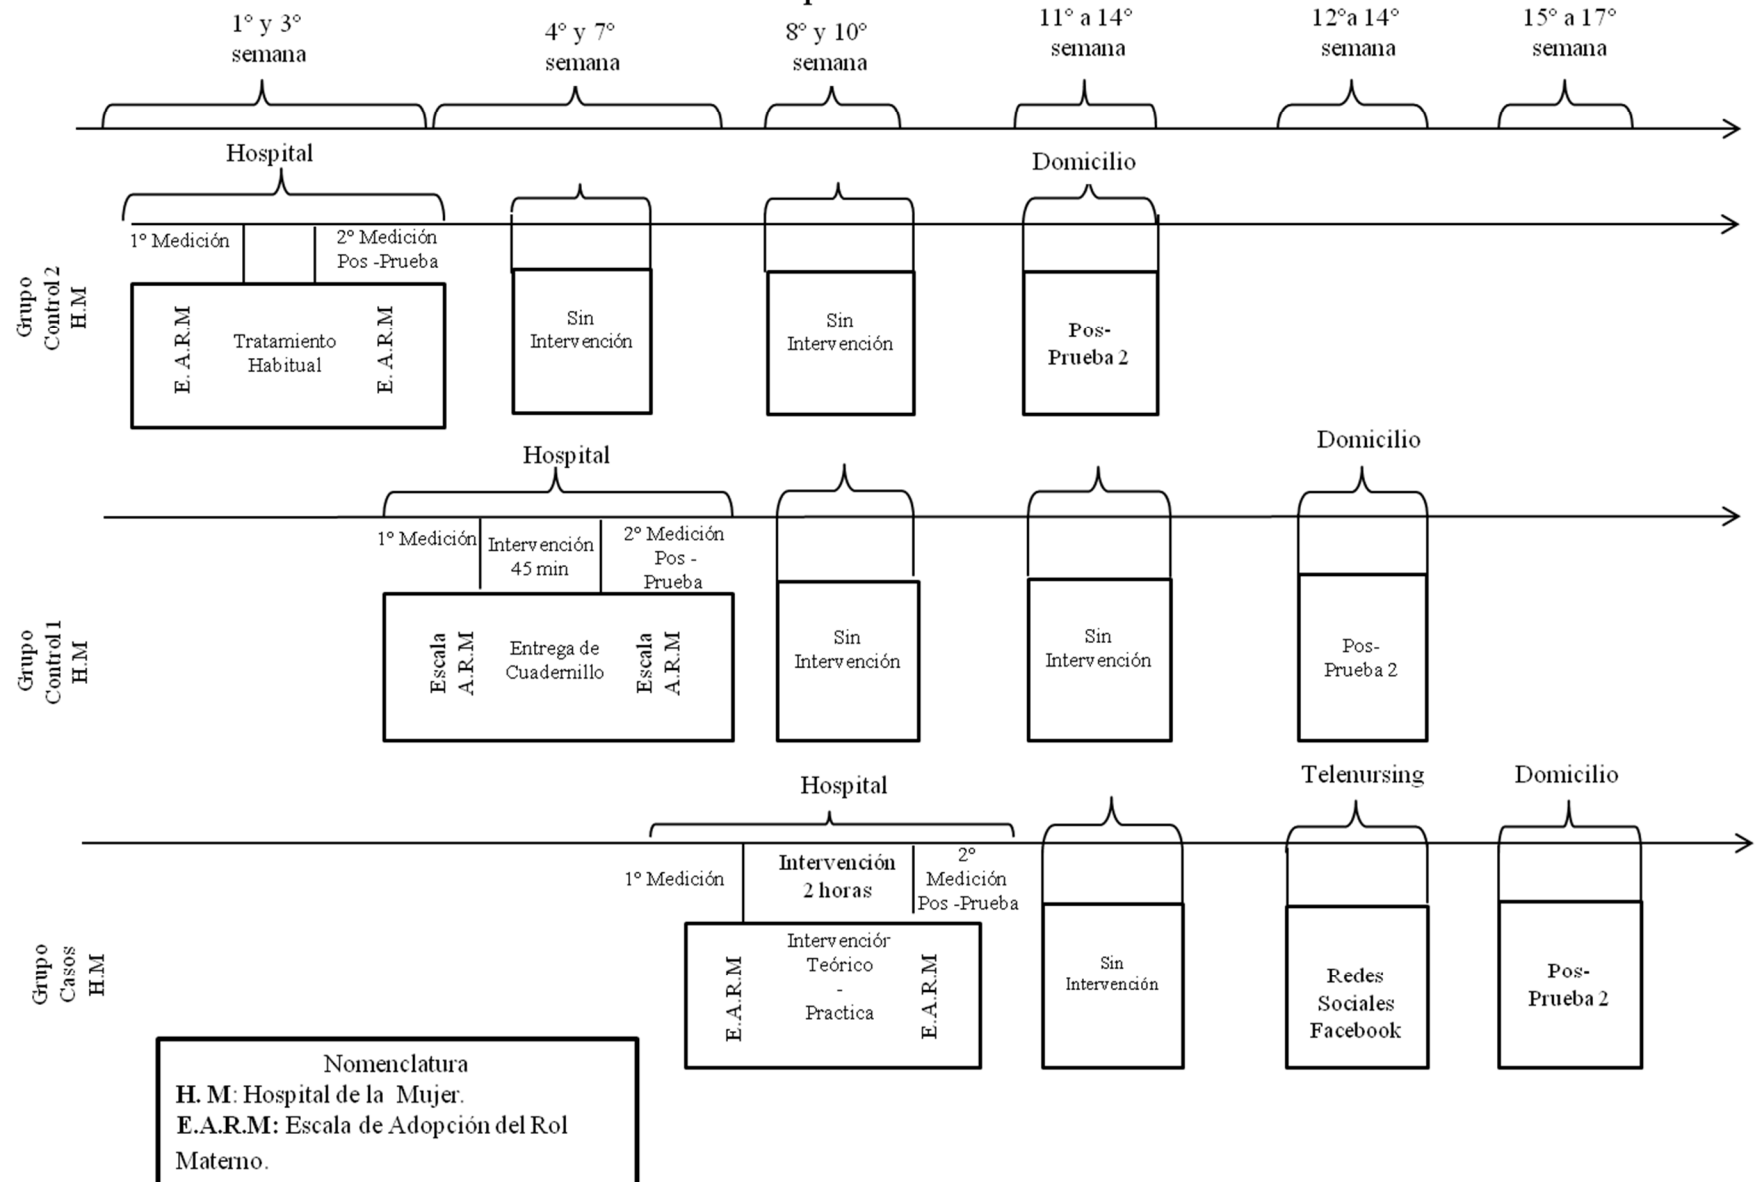 1° y 3°
semana
4° y 7°
semana
8° y 10°
semana
11° a 14°
semana
12°a 14°
semana
15° a 17°
semana
Hospital
Domicilio
Grupo
Control 2
H.M
1° Medición
2° Medición
Pos -Prueba
E. A.R.M
Tratamiento
Habitual
E. A.R.M
Sin
Intervención
Sin
Intervención
Pos-
Prueba 2
Hospital
Domicilio
Grupo
Control 1
H.M
1° Medición
Intervención
45 min
2° Medición
Pos -
Prueba
Escala
A.R.M
Entrega de
Cuadernillo
Escala
A.R.M
Sin
Intervención
Sin
Intervención
Pos-
Prueba 2
Hospital
Telenursing
Domicilio
Grupo
Casos
H.M
1° Medición
Intervención
2 horas
2°
Medición
Pos -Prueba
E.A.R.M
Intervención
Teórico
-
Practica
E.A.R.M
Sin
Intervención
Redes
Sociales
Facebook
Pos-
Prueba 2
Nomenclatura
H. M: Hospital de la Mujer.
E.A.R.M: Escala de Adopción del Rol
Materno.